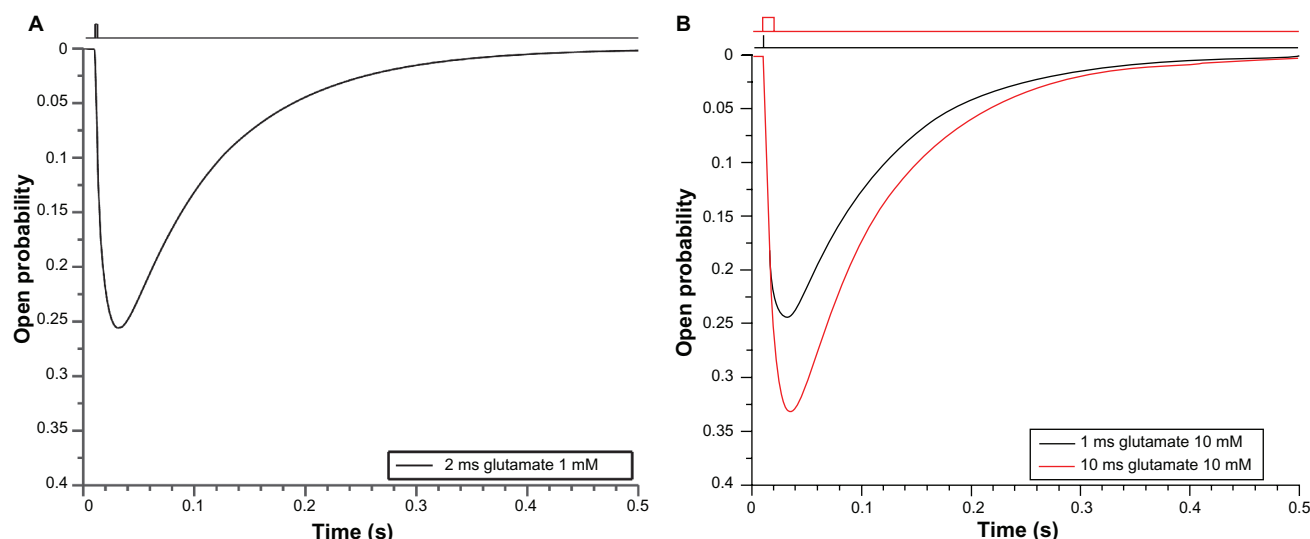 A
0
0.05
0.1
0.15
0.2
0.25
0.3
0.35
0.4
Open probability
0 0.1 0.2 0.3 0.4 0.5
Time (s)
2 ms glutamate 1 mM
B
0
0.05
0.1
0.15
0.2
0.25
0.3
0.35
0.4
Open probability
0 0.1 0.2 0.3 0.4 0.5
Time (s)
1 ms glutamate 10 mM
10 ms glutamate 10 mM